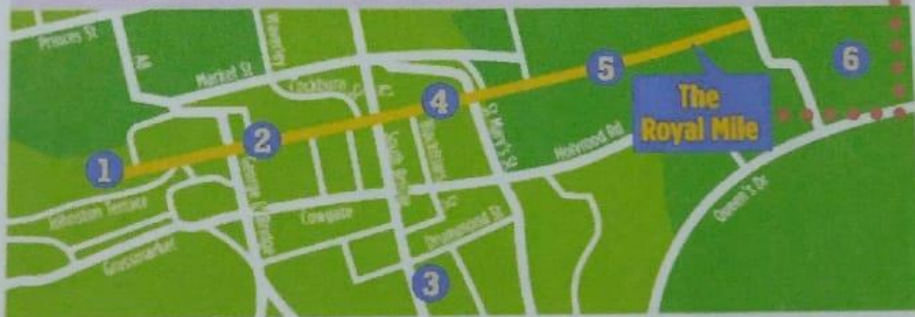 Princes St
Waverley
Market St
Cockburn
6
5
4
St Mary's St
The
Royal Mile
2
Holyrood Rd
1
George IV Bridge
South Bridge
Blackfriars St
Johnston Terrace
Cowgate
Queen's Dr
Drummond St
Grassmarket
3